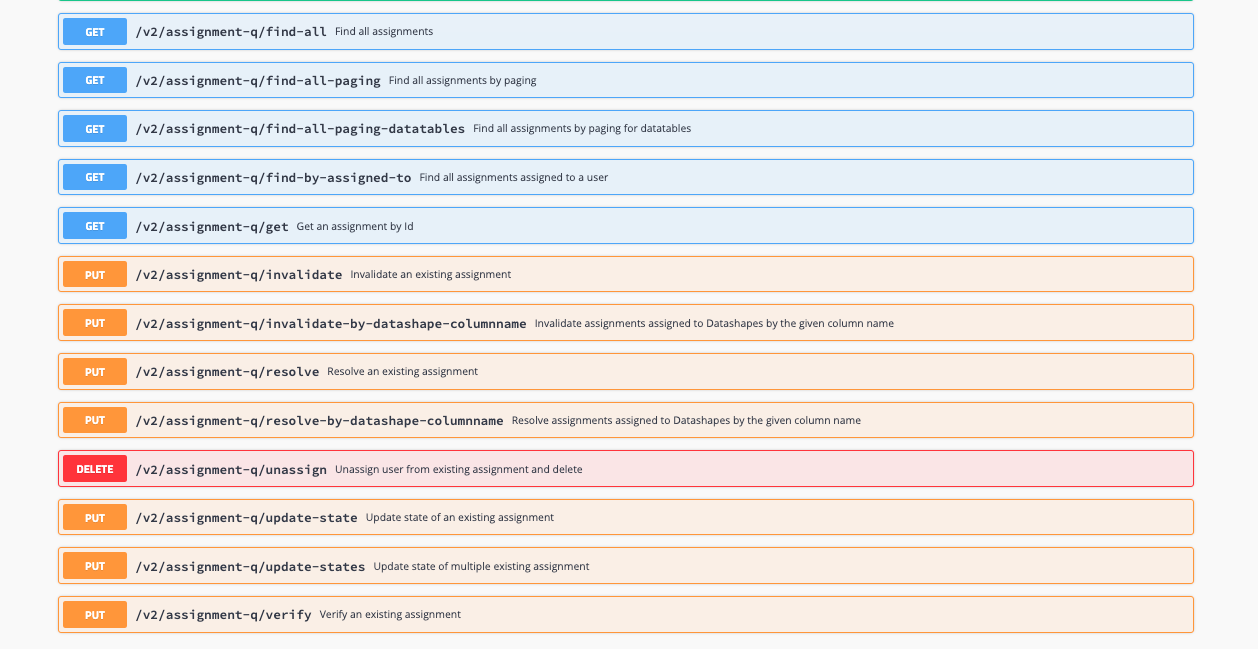 GET /v2/assignment-q/find-all Find all assignments
GET /v2/assignment-q/find-all-paging Find all assignments by paging
GET /v2/assignment-q/find-all-paging-datatables Find all assignments by paging for datatables
GET /v2/assignment-q/find-by-assigned-to Find all assignments assigned to a user
GET /v2/assignment-q/get Get an assignment by Id
PUT /v2/assignment-q/invalidate Invalidate an existing assignment
PUT /v2/assignment-q/invalidate-by-datashape-columnname Invalidate assignments assigned to Datashapes by the given column name
PUT /v2/assignment-q/resolve Resolve an existing assignment
PUT /v2/assignment-q/resolve-by-datashape-columnname Resolve assignments assigned to Datashapes by the given column name
DELETE /v2/assignment-q/unassign Unassign user from existing assignment and delete
PUT /v2/assignment-q/update-state Update state of an existing assignment
PUT /v2/assignment-q/update-states Update state of multiple existing assignment
PUT /v2/assignment-q/verify Verify an existing assignment